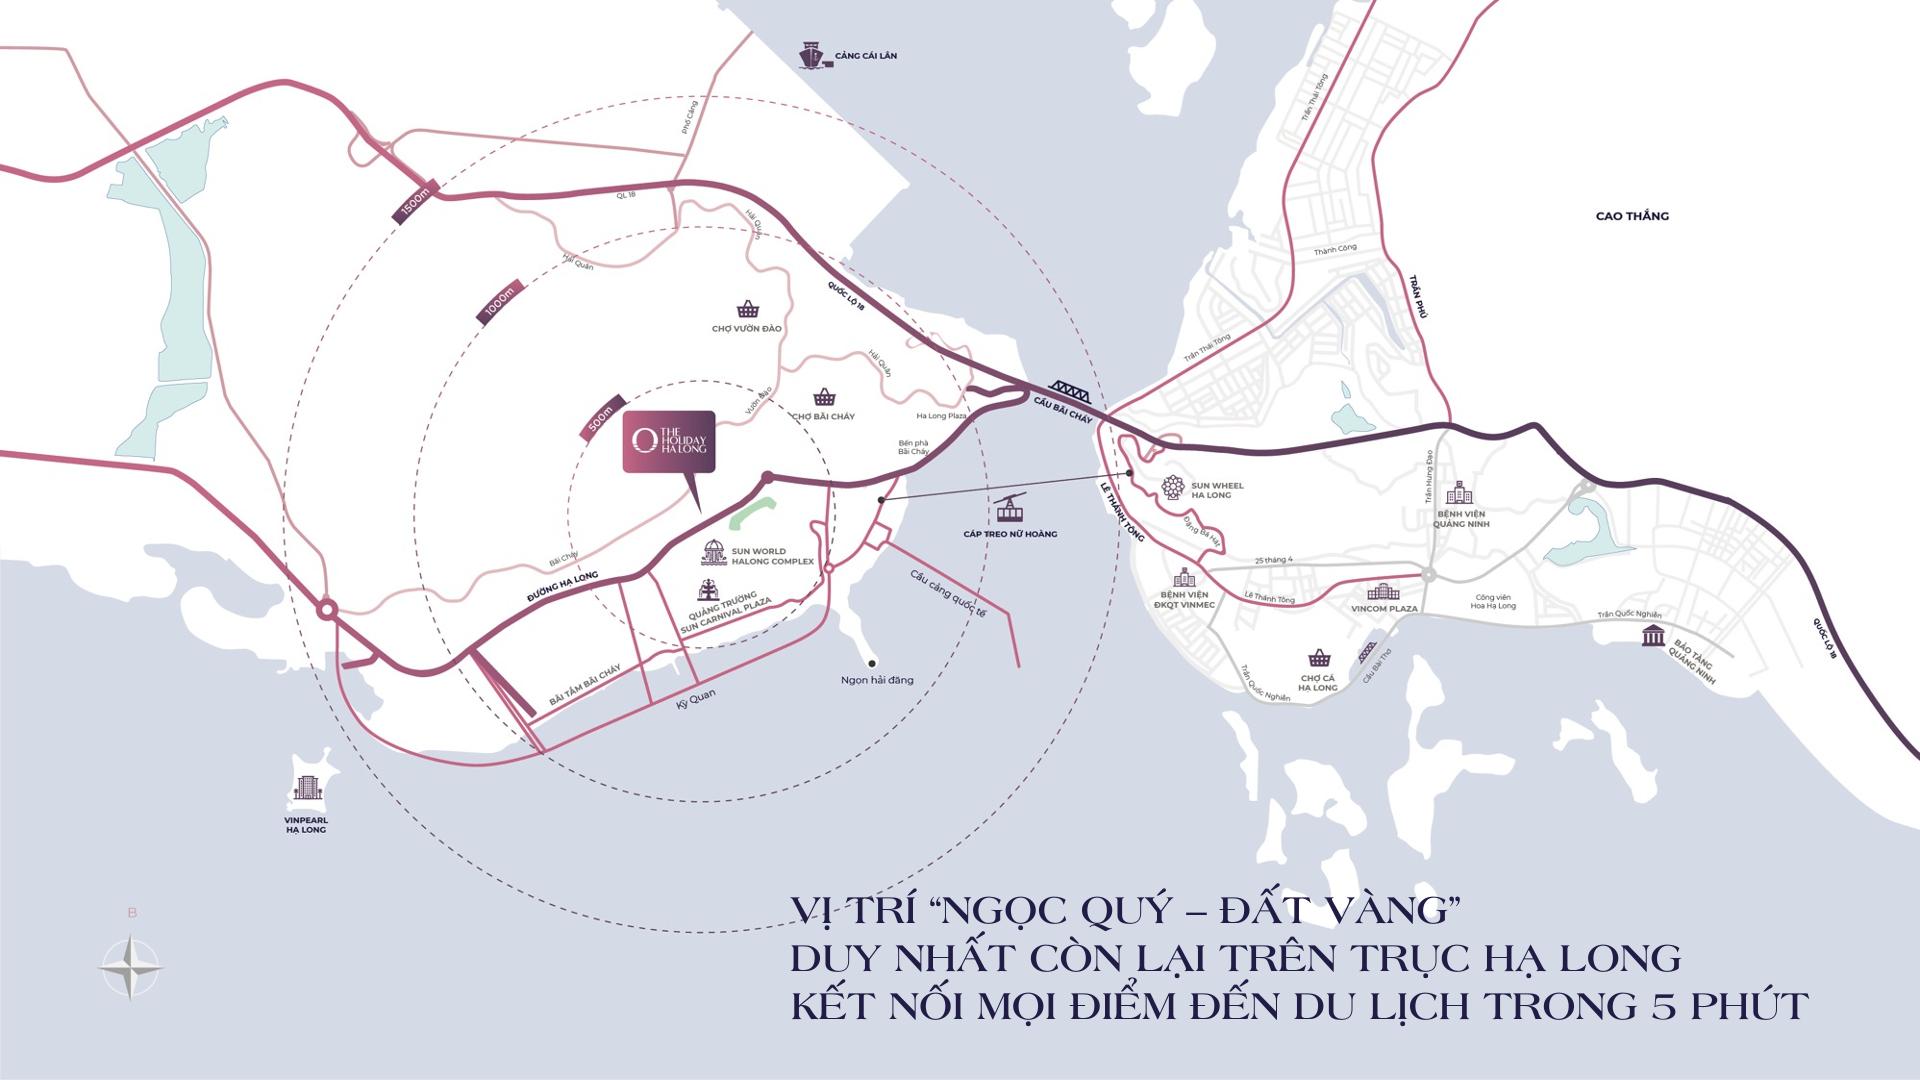 CẢNG CÁI LÂN
Phố Cảng
Trần Thái Tông
1500m
QL 18
CAO THẮNG
Hải Quân
Hải Quân
Thành Công
TRẦN PHÚ
1000m
QUỐC LỘ 18
CHỢ VƯỜN ĐÀO
Trần Thái Tông
Hải Quân
500m
Vườn Đào
CHỢ BÃI CHÁY
Ha Long Plaza
CẦU BÃI CHÁY
THE
HOLIDAY
HA LONG
Bến phà
Bãi Cháy
Trần Hưng Đạo
SUN WHEEL
HA LONG
LÊ THÁNH TÔNG
BỆNH VIỆN
QUẢNG NINH
CÁP TREO NỮ HOÀNG
Đặng Bá Hát
SUN WORLD
HALONG COMPLEX
Bãi Cháy
25 tháng 4
ĐƯỜNG HẠ LONG
Cầu cảng quốc tế
QUẢNG TRƯỜNG
SUN CARNIVAL PLAZA
BỆNH VIỆN
ĐKQT VINMEC
Lê Thánh Tông
VINCOM PLAZA
Công viên
Hoa Hạ Long
Trần Quốc Nghiễn
QUỐC LỘ 18
BẢO TÀNG
QUẢNG NINH
BÃI TẮM BÃI CHÁY
Kỳ Quan
Ngọn hải đăng
CHỢ CÁ
HẠ LONG
Cầu Bài Thơ
Trần Quốc Nghiễn
VINPEARL
HẠ LONG
B
VỊ TRÍ “NGỌC QUÝ – ĐẤT VÀNG”
DUY NHẤT CÒN LẠI TRÊN TRỤC HẠ LONG
KẾT NỐI MỌI ĐIỂM ĐẾN DU LỊCH TRONG 5 PHÚT